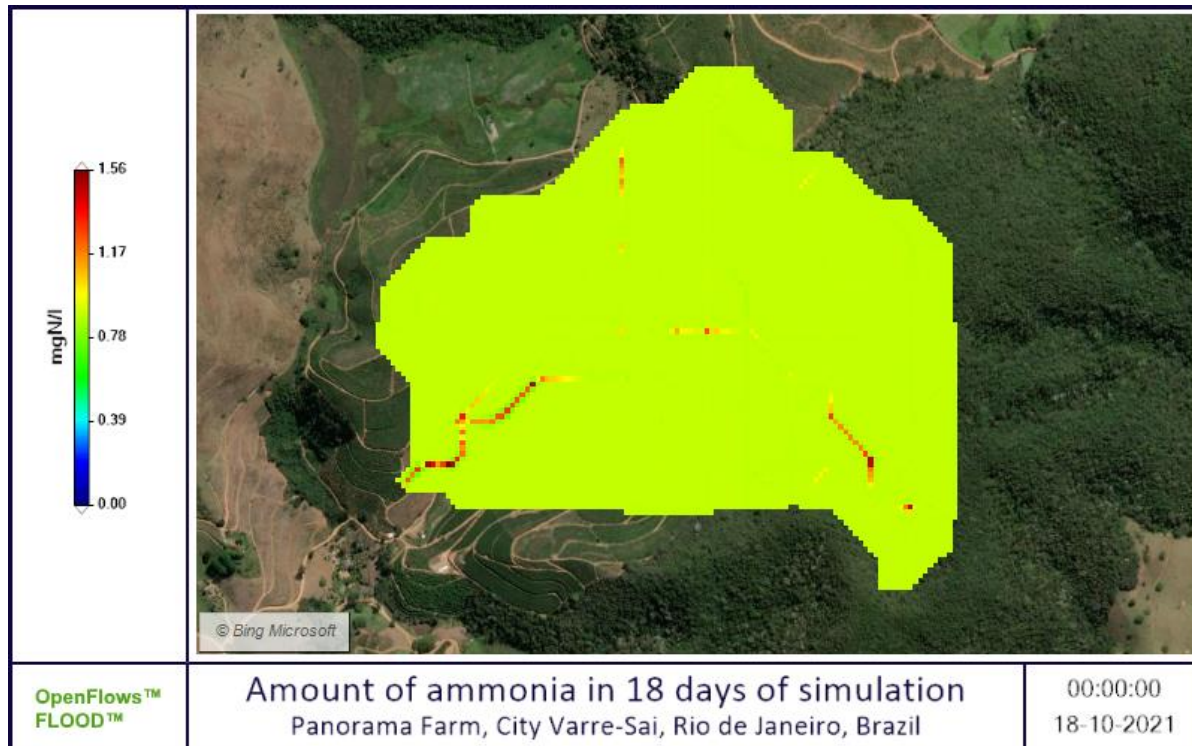 1.56
1.17
0.78
0.39
0.00
mgN/l
© Bing Microsoft
OpenFlows™
FLOOD™
Amount of ammonia in 18 days of simulation
Panorama Farm, City Varre-Sai, Rio de Janeiro, Brazil
00:00:00
18-10-2021